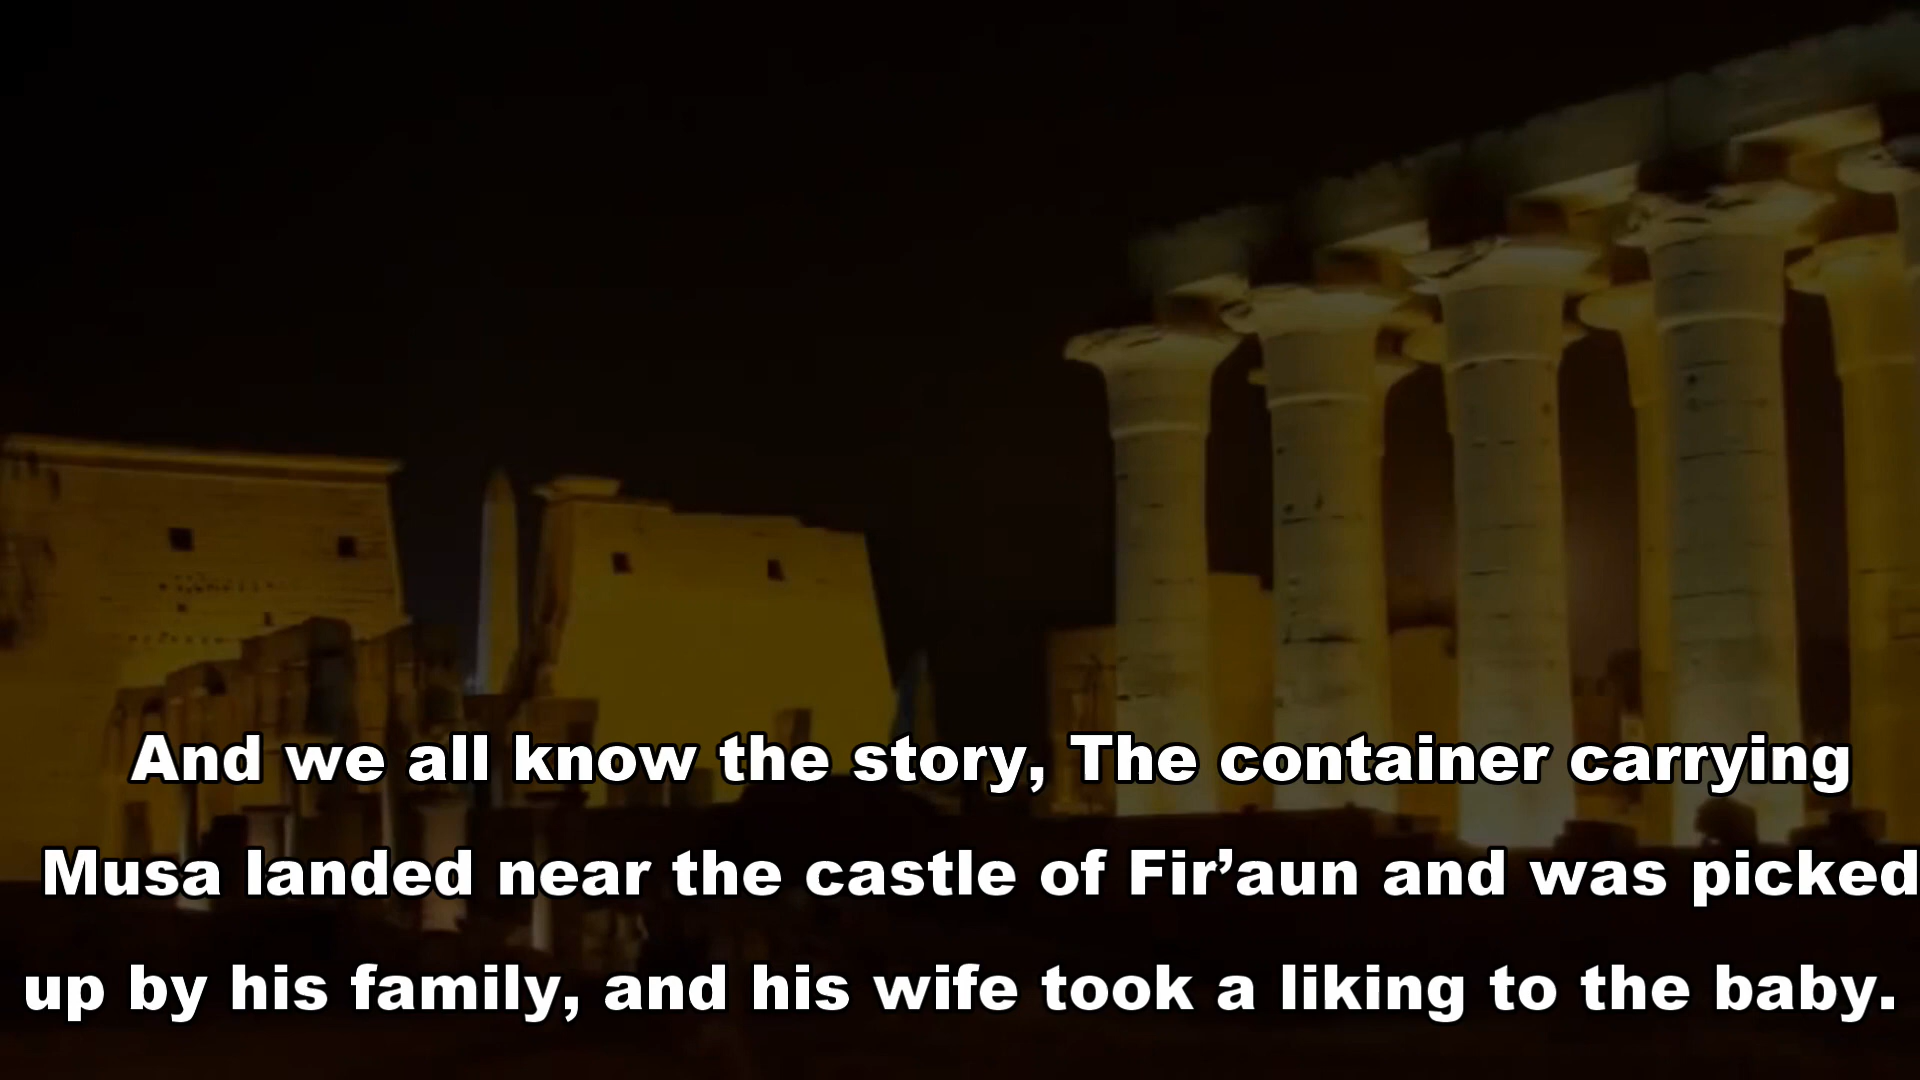 And we all know the story, The container carrying
Musa landed near the castle of Fir’aun and was picked
up by his family, and his wife took a liking to the baby.